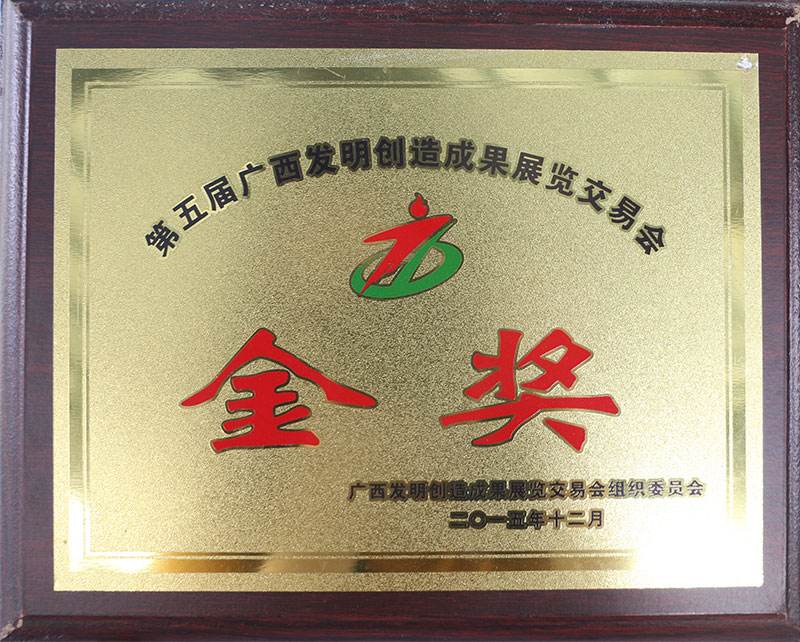 第五届广西发明创造成果展览交易会
金奖
广西发明创造成果展览交易会组织委员会
二〇一五年十二月